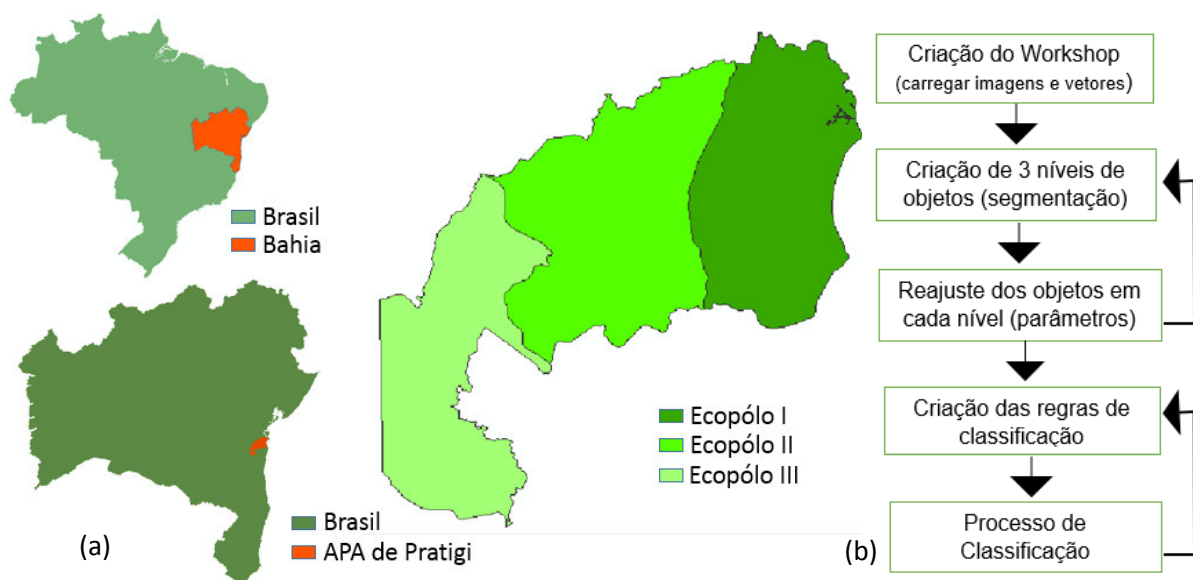 Brasil
Bahia
Brasil
APA de Pratigi
(a)
Ecopólo I
Ecopólo II
Ecopólo III
(b)
Criação do Workshop
(carregar imagens e vetores)
Criação de 3 níveis de
objetos (segmentação)
Reajuste dos objetos em
cada nível (parâmetros)
Criação das regras de
classificação
Processo de
Classificação